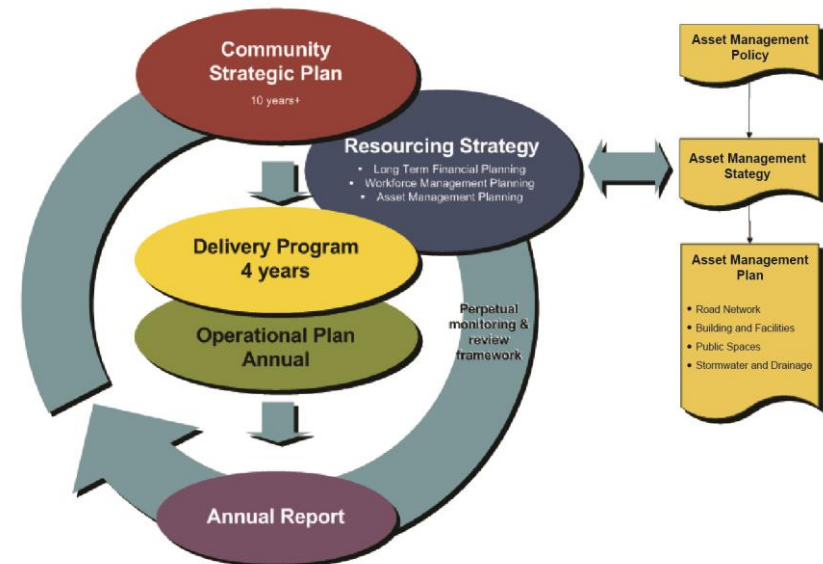 Community
Strategic Plan
10 years+
Resourcing Strategy
• Long Term Financial Planning
• Workforce Management Planning
• Asset Management Planning
Delivery Program
4 years
Operational Plan
Annual
Perpetual
monitoring &
review
framework
Annual Report
Asset Management
Policy
Asset Management
Stategy
Asset Management
Plan
• Road Network
• Building and Facilities
• Public Spaces
• Stormwater and Drainage